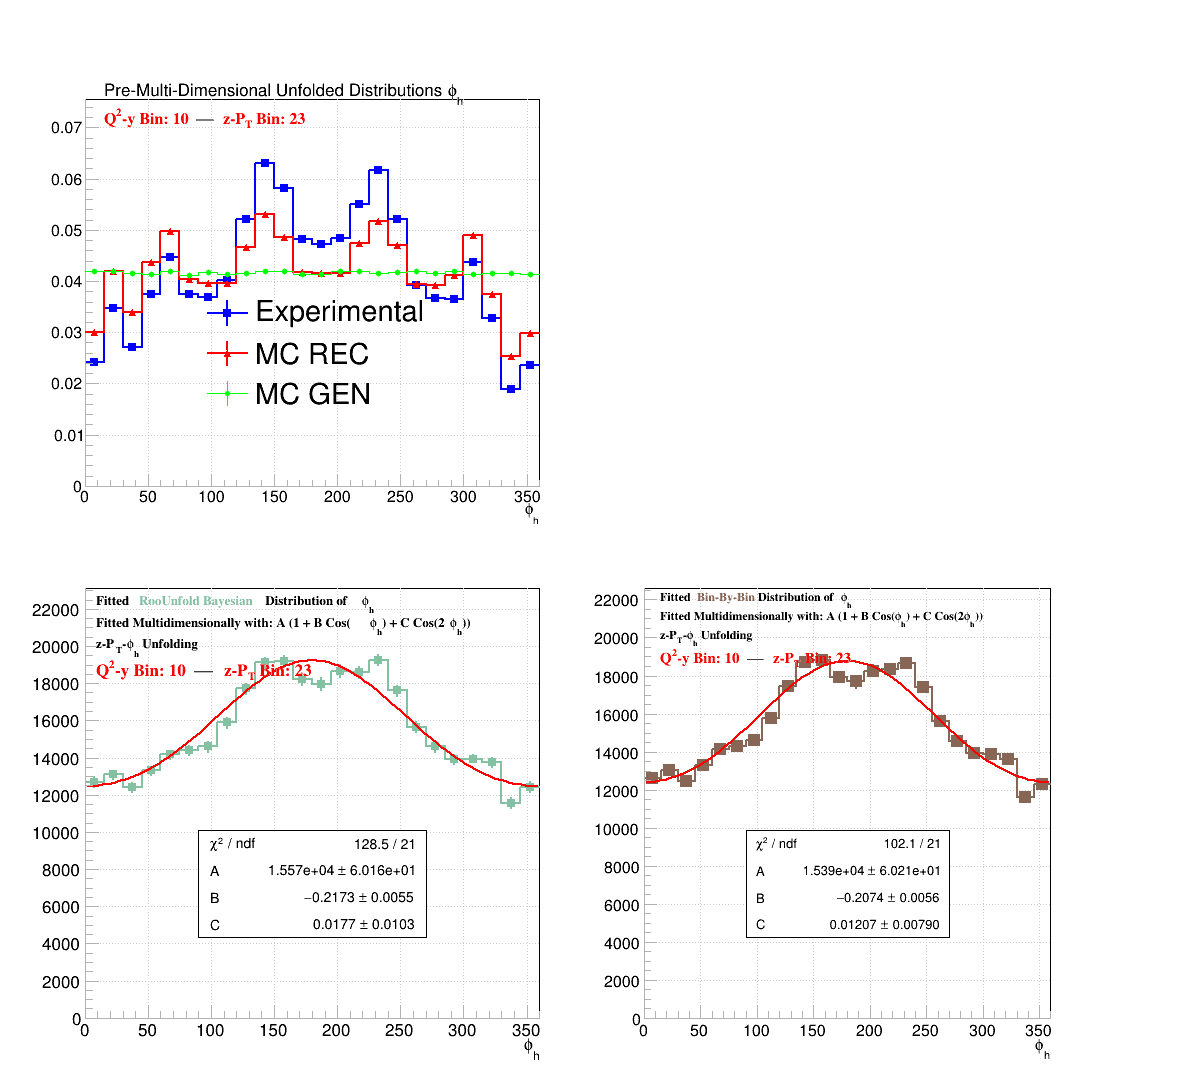 Pre-Multi-Dimensional Unfolded Distributions ϕh
Q2-y Bin: 10 — z-PT Bin: 23
0.07
0.06
0.05
0.04
0.03
0.02
0.01
0
Experimental
MC REC
MC GEN
0 50 100 150 200 250 300 350
ϕh
Fitted RooUnfold Bayesian Distribution of ϕh
Fitted Multidimensionally with: A (1 + B Cos( ϕh) + C Cos(2 ϕh))
z-PT-ϕh Unfolding
Q2-y Bin: 10 — z-PT Bin: 23
22000
20000
18000
16000
14000
12000
10000
8000
6000
4000
2000
0
χ2 / ndf 128.5 / 21
A 1.557e+04 ± 6.016e+01
B −0.2173 ± 0.0055
C 0.0177 ± 0.0103
0 50 100 150 200 250 300 350
ϕh
Fitted Bin-By-Bin Distribution of ϕh
Fitted Multidimensionally with: A (1 + B Cos(ϕh) + C Cos(2ϕh))
z-PT-ϕh Unfolding
Q2-y Bin: 10 — z-PT Bin: 23
22000
20000
18000
16000
14000
12000
10000
8000
6000
4000
2000
0
χ2 / ndf 102.1 / 21
A 1.539e+04 ± 6.021e+01
B −0.2074 ± 0.0056
C 0.01207 ± 0.00790
0 50 100 150 200 250 300 350
ϕh